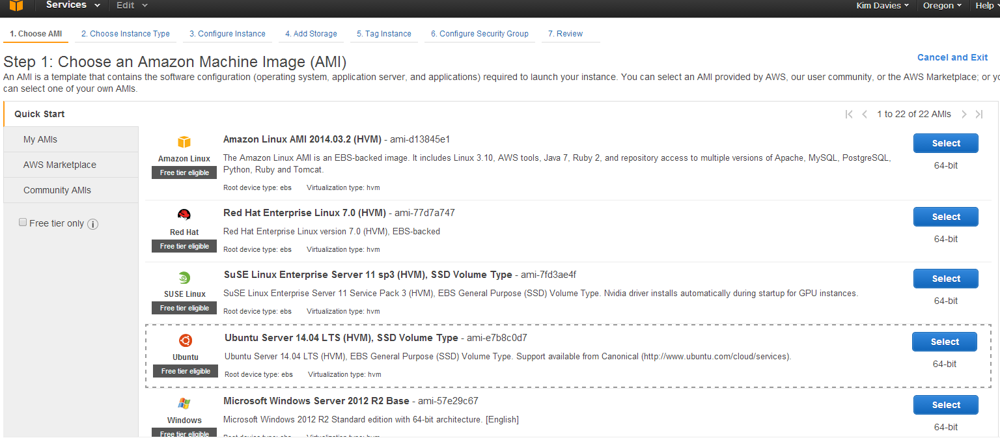 Services Edit Kim Davies Oregon Help
1. Choose AMI 2. Choose Instance Type 3. Configure Instance 4. Add Storage 5. Tag Instance 6. Configure Security Group 7. Review
Step 1: Choose an Amazon Machine Image (AMI)
Cancel and Exit
An AMI is a template that contains the software configuration (operating system, application server, and applications) required to launch your instance. You can select an AMI provided by AWS, our user community, or the AWS Marketplace; or
can select one of your own AMIs.
Quick Start
My AMIs
AWS Marketplace
Community AMIs
Free tier only
1 to 22 of 22 AMIs
Amazon Linux
Free tier eligible
Amazon Linux AMI 2014.03.2 (HVM) - ami-d13845e1
The Amazon Linux AMI is an EBS-backed image. It includes Linux 3.10, AWS tools, Java 7, Ruby 2, and repository access to multiple versions of Apache, MySQL, PostgreSQL,
Python, Ruby and Tomcat.
Root device type: ebs Virtualization type: hvm
Select
64-bit
Red Hat
Free tier eligible
Red Hat Enterprise Linux 7.0 (HVM) - ami-77d7a747
Red Hat Enterprise Linux version 7.0 (HVM), EBS-backed
Root device type: ebs Virtualization type: hvm
Select
64-bit
SUSE Linux
Free tier eligible
SuSE Linux Enterprise Server 11 sp3 (HVM), SSD Volume Type - ami-7fd3ae4f
SuSE Linux Enterprise Server 11 Service Pack 3 (HVM), EBS General Purpose (SSD) Volume Type. Nvidia driver installs automatically during startup for GPU instances.
Root device type: ebs Virtualization type: hvm
Select
64-bit
Ubuntu
Free tier eligible
Ubuntu Server 14.04 LTS (HVM), SSD Volume Type - ami-e7b8c0d7
Ubuntu Server 14.04 LTS (HVM), EBS General Purpose (SSD) Volume Type. Support available from Canonical (http://www.ubuntu.com/cloud/services).
Root device type: ebs Virtualization type: hvm
Select
64-bit
Windows
Free tier eligible
Microsoft Windows Server 2012 R2 Base - ami-57e29c67
Microsoft Windows 2012 R2 Standard edition with 64-bit architecture. [English]
Root device type: ebs Virtualization type: hvm
Select
64-bit